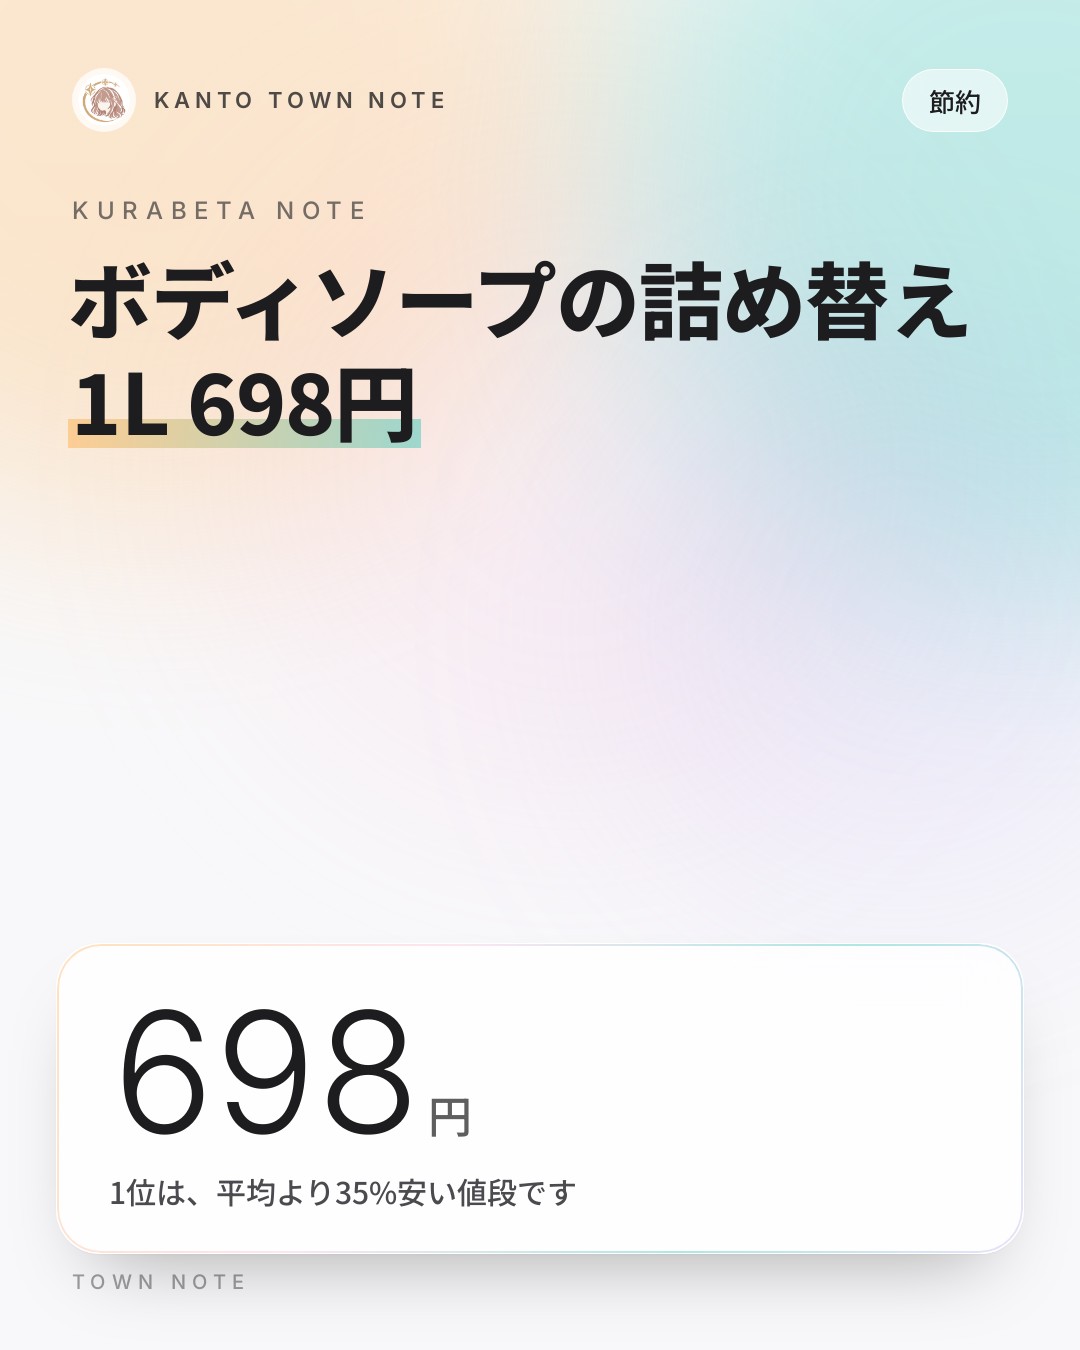 KANTO TOWN NOTE
節約
KURABETA NOTE
ボディソープの詰め替え
1L 698円
698円
1位は、平均より35%安い値段です
TOWN NOTE